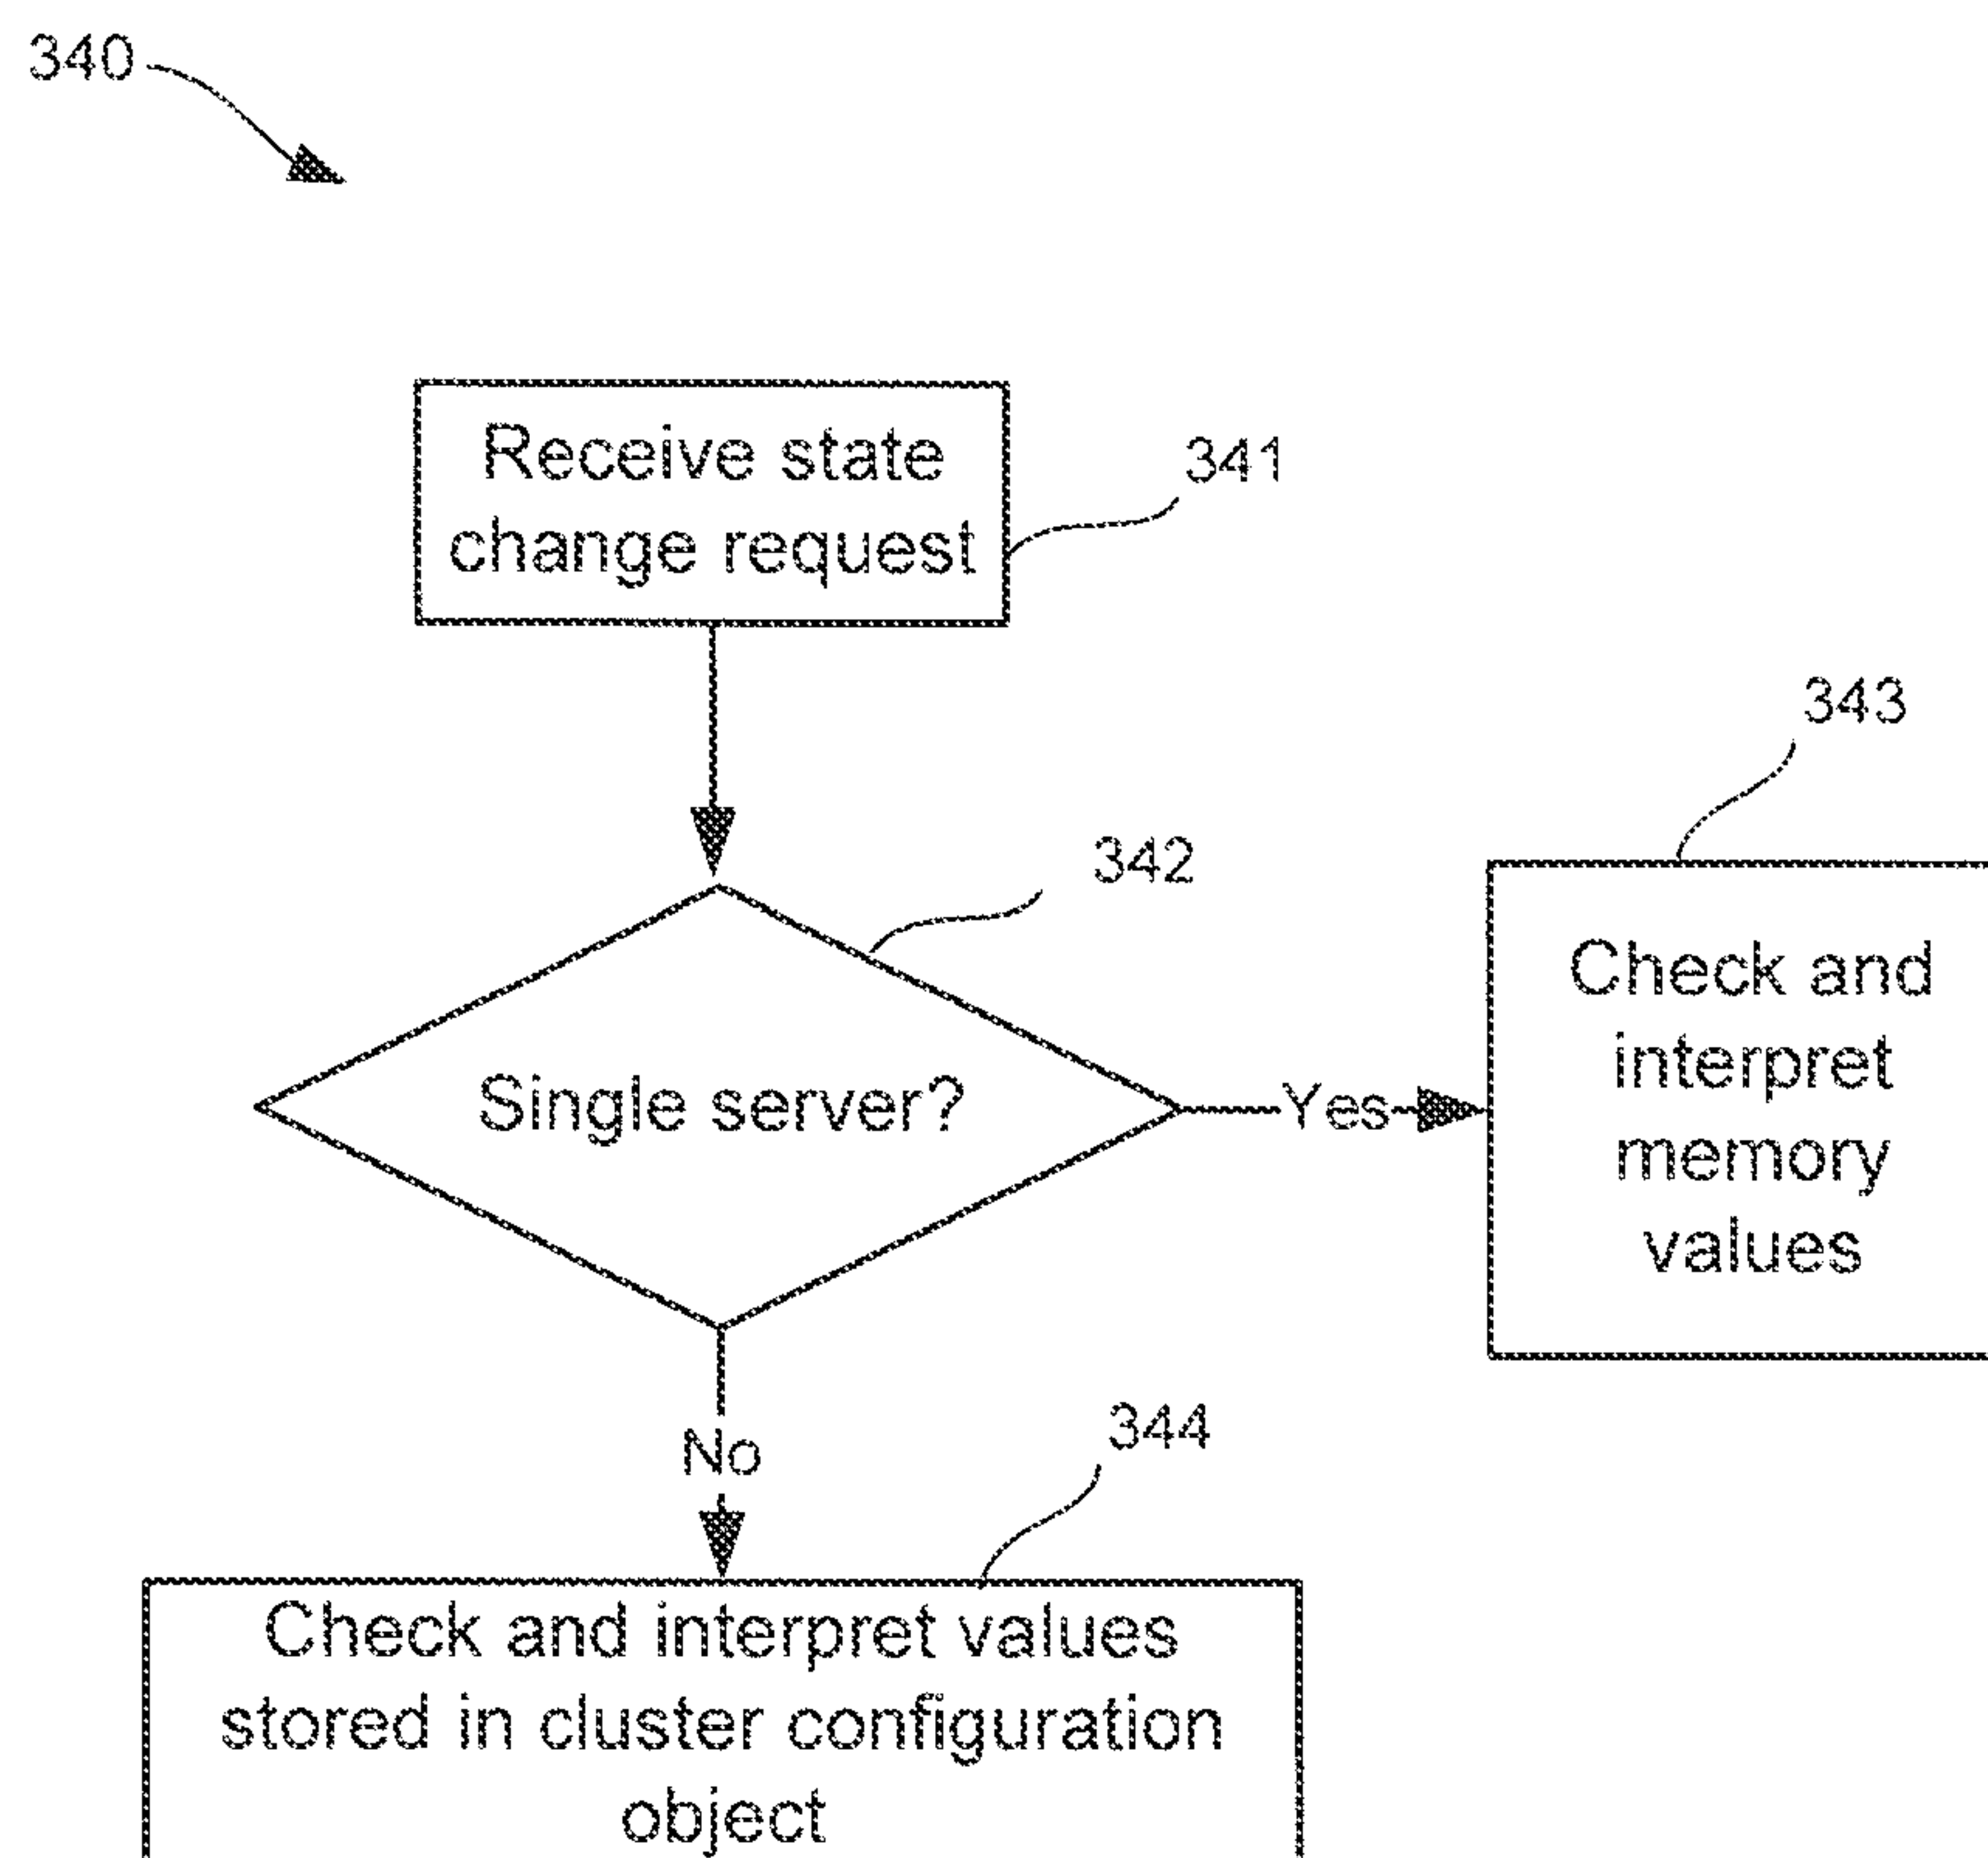 340
Receive state
change request
341
342
Single server?
Yes
343
Check and
interpret
memory
values
No
344
Check and interpret values
stored in cluster configuration
object